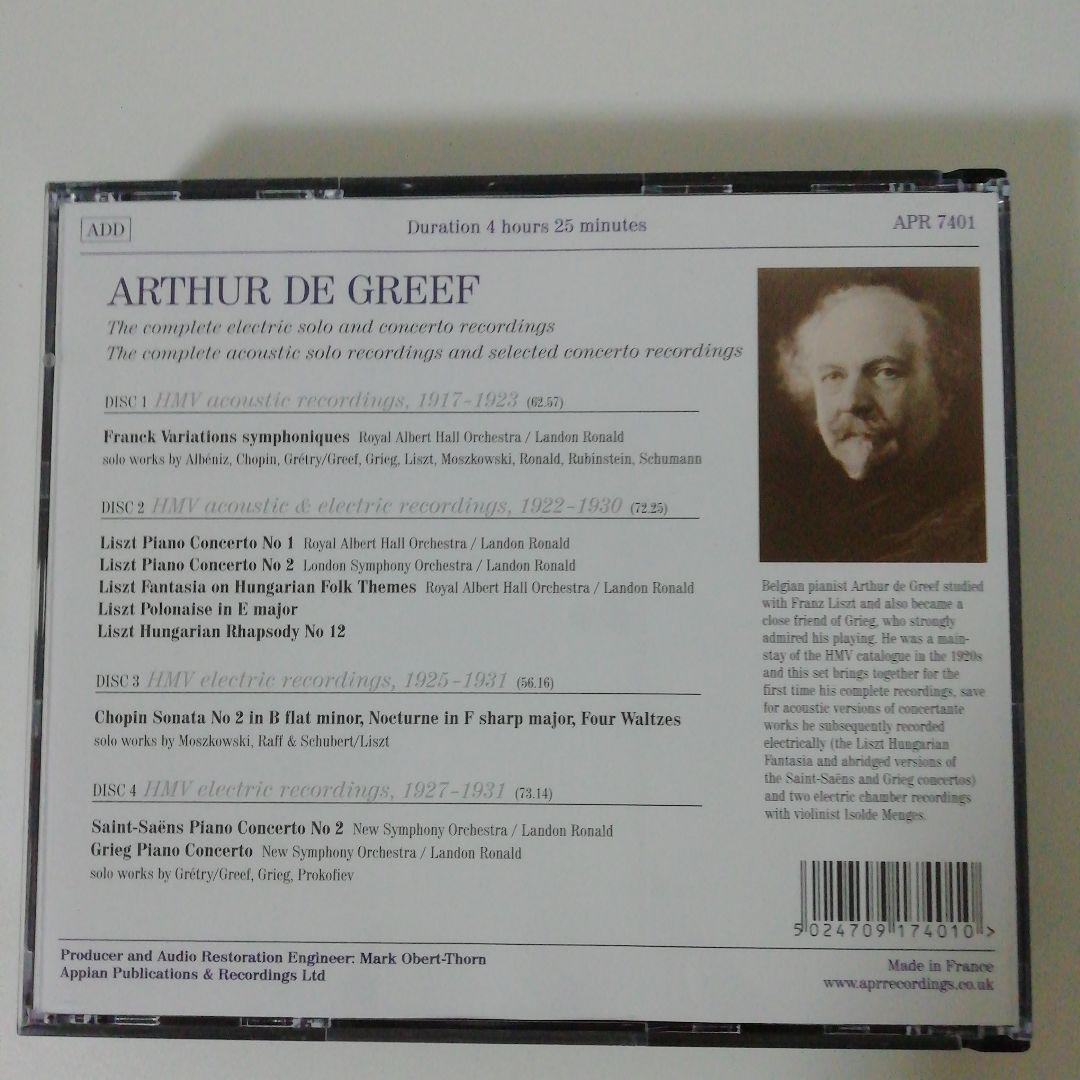 ADD
Duration 4 hours 25 minutes
APR 7401
ARTHUR DE GREEF
The complete electric solo and concerto recordings
The complete acoustic solo recordings and selected concerto recordings
DISC 1 HMV acoustic recordings, 1917-1923 (62.57)
Franck Variations symphoniques Royal Albert Hall Orchestra / Landon Ronald
solo works by Albéniz, Chopin, Grétry/Greef, Grieg, Liszt, Moszkowski, Ronald, Rubinstein, Schumann
DISC 2 HMV acoustic & electric recordings, 1922-1930 (72.25)
Liszt Piano Concerto No 1 Royal Albert Hall Orchestra / Landon Ronald
Liszt Piano Concerto No 2 London Symphony Orchestra / Landon Ronald
Liszt Fantasia on Hungarian Folk Themes Royal Albert Hall Orchestra / Landon Ronald
Liszt Polonaise in E major
Liszt Hungarian Rhapsody No 12
DISC 3 HMV electric recordings, 1925-1931 (56.16)
Chopin Sonata No 2 in B flat minor, Nocturne in F sharp major, Four Waltzes
solo works by Moszkowski, Raff & Schubert/Liszt
DISC 4 HMV electric recordings, 1927-1931 (73.14)
Saint-Saëns Piano Concerto No 2 New Symphony Orchestra / Landon Ronald
Grieg Piano Concerto New Symphony Orchestra / Landon Ronald
solo works by Grétry/Greef, Grieg, Prokofiev
Belgian pianist Arthur de Greef studied
with Franz Liszt and also became a
close friend of Grieg, who strongly
admired his playing. He was a main-
stay of the HMV catalogue in the 1920s
and this set brings together for the
first time his complete recordings, save
for acoustic versions of concertante
works he subsequently recorded
electrically (the Liszt Hungarian
Fantasia and abridged versions of
the Saint-Saëns and Grieg concertos)
and two electric chamber recordings
with violinist Isolde Menges.
5 024709 174010 >
Producer and Audio Restoration Engineer: Mark Obert-Thorn
Appian Publications & Recordings Ltd
Made in France
www.aprrecordings.co.uk